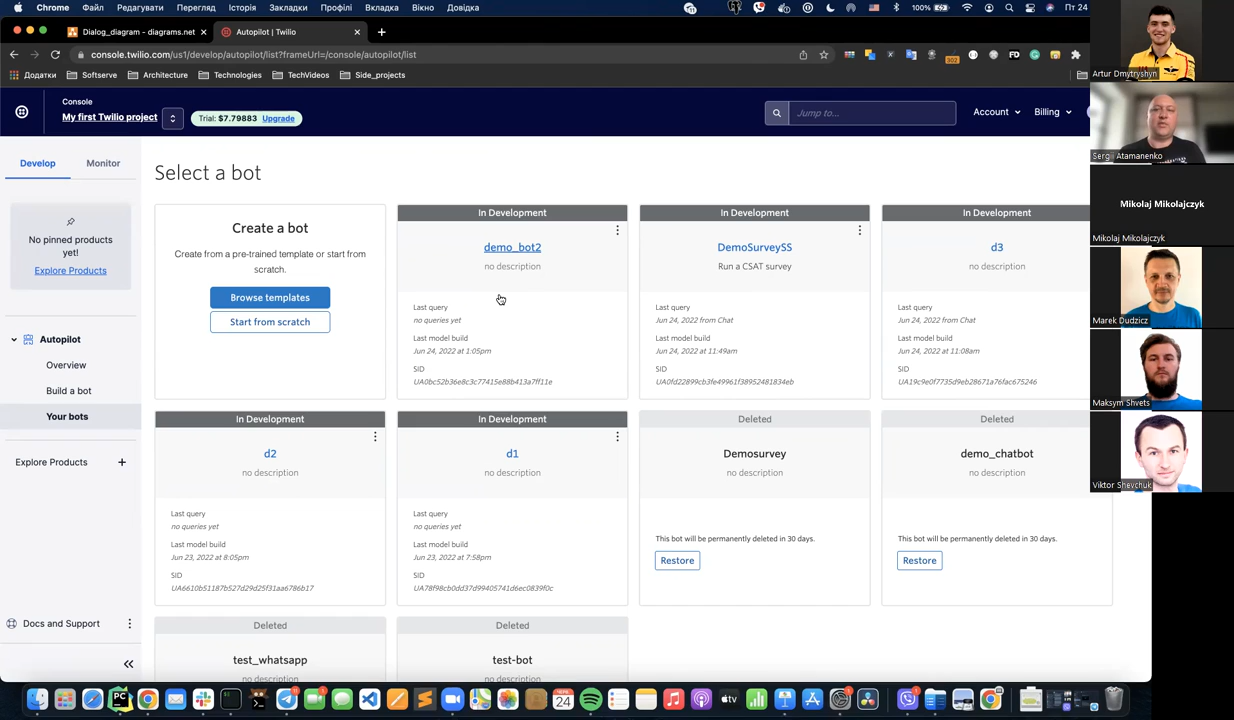 Chrome Файл Редагувати Перегляд Історія Закладки Профілі Вкладка Вікно Довідка 100% Пт 24
Dialog_diagram - diagrams.net Autopilot | Twilio
console.twilio.com/us1/develop/autopilot/list?frameUrl=/console/autopilot/list
Додатки Softserve Architecture Technologies TechVideos Side_projects
Console
My first Twilio project
Trial: $7.79883 Upgrade
Jump to...
Account Billing
Develop Monitor
No pinned products
yet!
Explore Products
Autopilot
Overview
Build a bot
Your bots
Explore Products +
Docs and Support
Select a bot
Create a bot
Create from a pre-trained template or start from
scratch.
Browse templates
Start from scratch
In Development
demo_bot2
no description
Last query
no queries yet
Last model build
Jun 24, 2022 at 1:05pm
SID
UA0bc52b36e8c3c77415e88b413a7ff11e
In Development
DemoSurveySS
Run a CSAT survey
Last query
Jun 24, 2022 from Chat
Last model build
Jun 24, 2022 at 11:49am
SID
UA0fd22899cb3fe49961f38952481834eb
In Development
d3
no description
Last query
Jun 24, 2022 from Chat
Last model build
Jun 24, 2022 at 11:08am
SID
UA19c9e0f7735d9eb28671a76fac675246
In Development
d2
no description
Last query
no queries yet
Last model build
Jun 23, 2022 at 8:05pm
SID
UA6610b51187b527d29d25f31aa6786b17
In Development
d1
no description
Last query
no queries yet
Last model build
Jun 23, 2022 at 7:58pm
SID
UA78f98cb0dd37d99405741d6ec0839f0c
Deleted
Demosurvey
no description
This bot will be permanently deleted in 30 days.
Restore
Deleted
demo_chatbot
no description
This bot will be permanently deleted in 30 days.
Restore
Deleted
test_whatsapp
no description
Deleted
test-bot
no description
Artur Dmytryshyn
Sergii Atamanenko
Mikolaj Mikolajczyk
Mikolaj Mikolajczyk
Marek Dudzicz
Maksym Shvets
Viktor Shevchuk